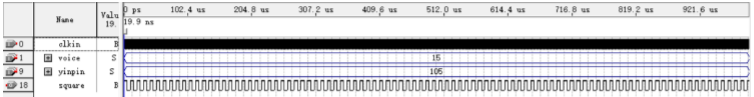 Name
Valu
19.
0 ps
102.4 us
204.8 us
307.2 us
409.6 us
512.0 us
614.4 us
716.8 us
819.2 us
921.6 us
19.9 ns
0
clkin
B
1
voice
S
15
9
yinpin
S
105
18
square
B